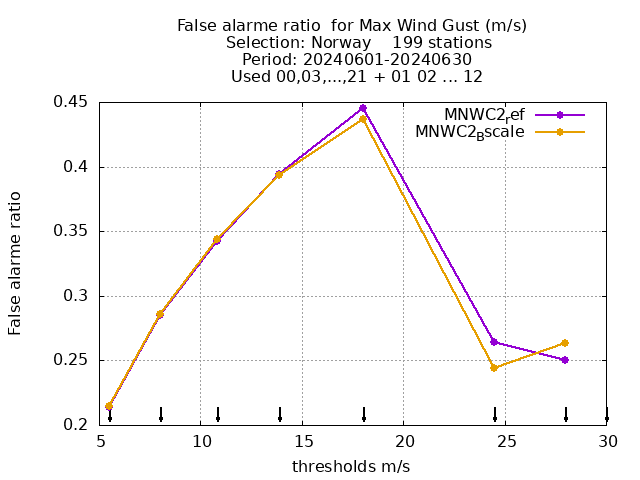 False alarme ratio  for Max Wind Gust (m/s)
Selection: Norway    199 stations
Period: 20240601-20240630
Used 00,03,...,21 + 01 02 ... 12
MNWC2ref
MNWC2Bscale
False alarme ratio
0.45
0.4
0.35
0.3
0.25
0.2
5 10 15 20 25 30
thresholds m/s